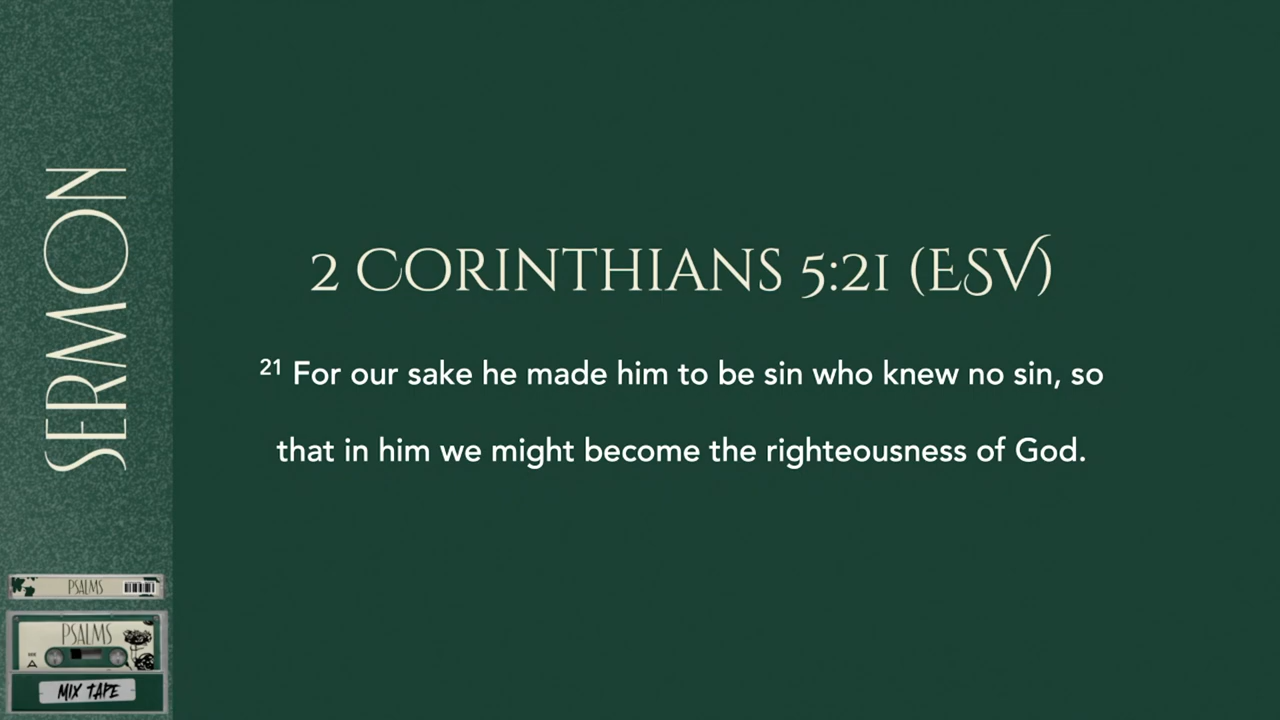 SERMON
2 CORINTHIANS 5:21 (ESV)
21 For our sake he made him to be sin who knew no sin, so
that in him we might become the righteousness of God.
PSALMS
PSALMS
A
MIX TAPE